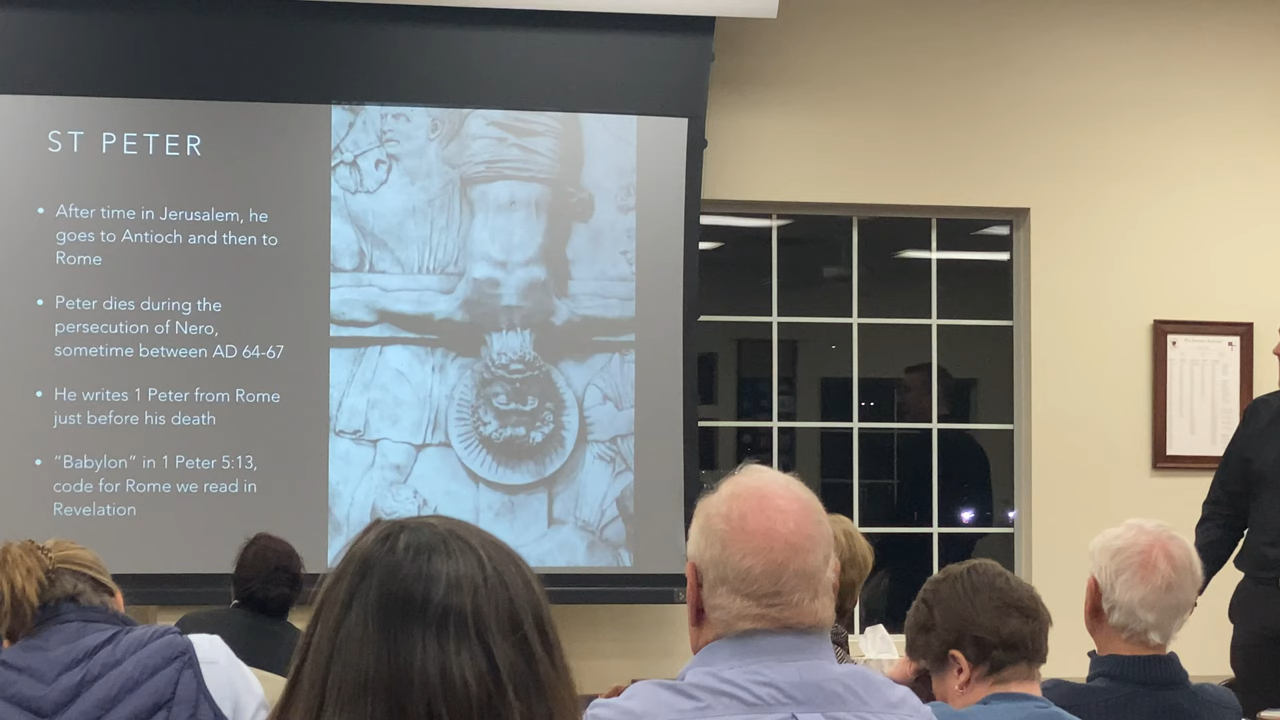 ST PETER
• After time in Jerusalem, he
goes to Antioch and then to
Rome
• Peter dies during the
persecution of Nero,
sometime between AD 64-67
• He writes 1 Peter from Rome
just before his death
• “Babylon” in 1 Peter 5:13,
code for Rome we read in
Revelation